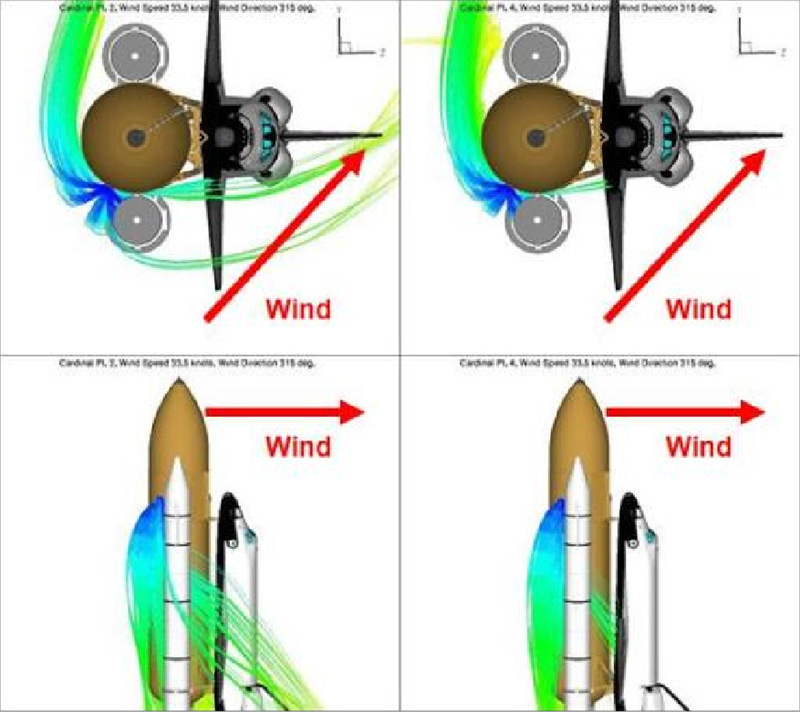 Cardinal Pt. 2, Wind Speed 33.5 knots, Wind Direction 315 deg.
Y
Z
Wind
Cardinal Pt. 4, Wind Speed 33.5 knots, Wind Direction 315 deg.
Y
Z
Wind
Cardinal Pt. 2, Wind Speed 33.5 knots, Wind Direction 315 deg.
Wind
Cardinal Pt. 4, Wind Speed 33.5 knots, Wind Direction 315 deg.
Wind